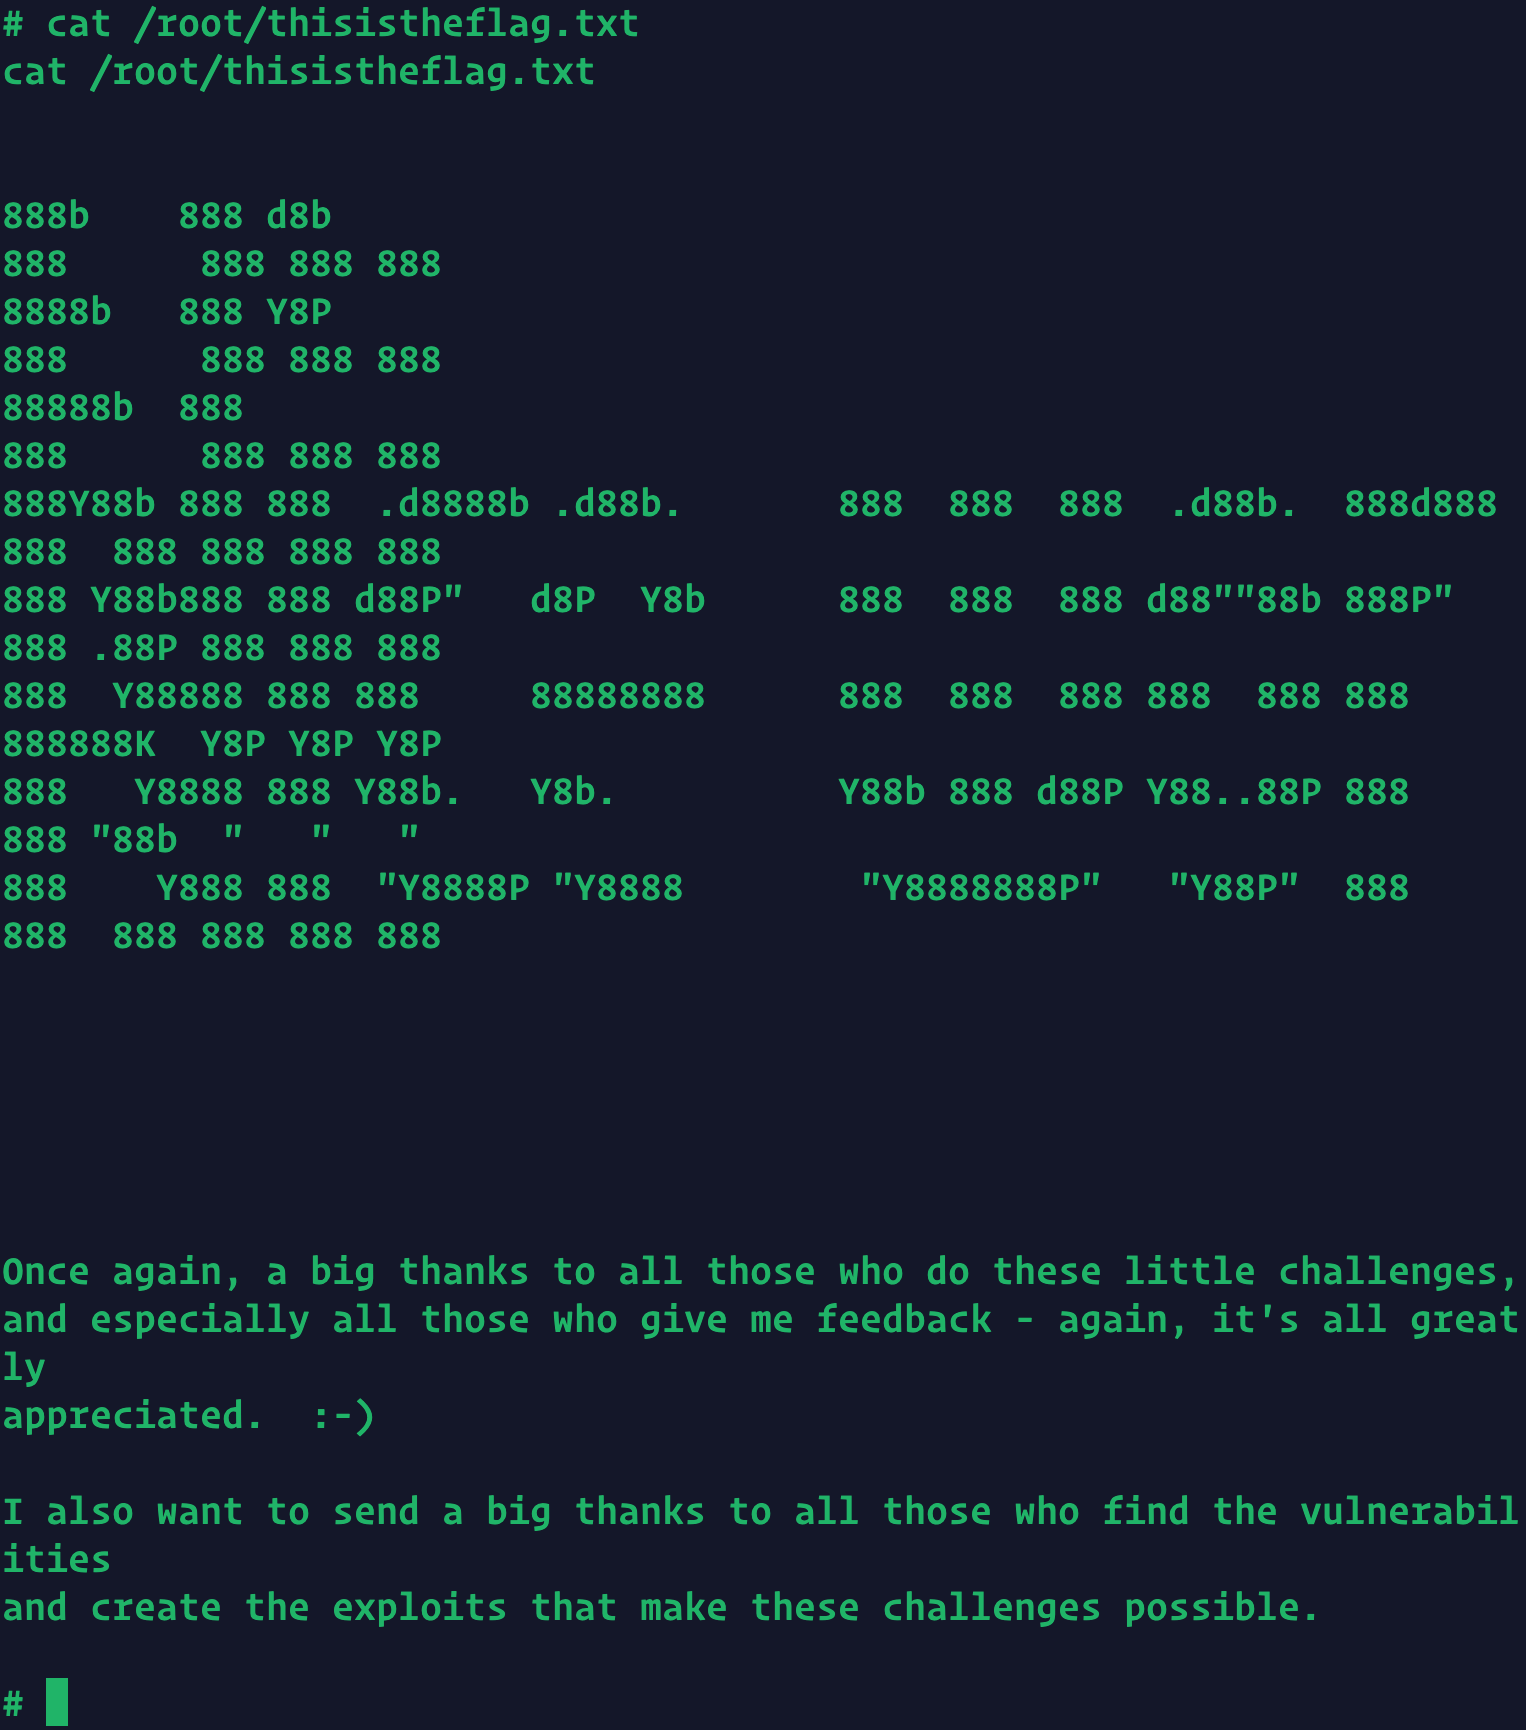 # cat /root/thisistheflag.txt
cat /root/thisistheflag.txt
888b    888 d8b
888      888 888 888
8888b   888 Y8P
888      888 888 888
88888b  888
888      888 888 888
888Y88b 888 888  .d8888b .d88b.       888  888  888  .d88b.  888d888
888  888 888 888 888
888 Y88b888 888 d88P"   d8P  Y8b      888  888  888 d88""88b 888P"
888 .88P 888 888 888
888  Y88888 888 888     88888888      888  888  888 888  888 888
888888K  Y8P Y8P Y8P
888   Y8888 888 Y88b.   Y8b.          Y88b 888 d88P Y88..88P 888
888 "88b  "   "   "
888    Y888 888  "Y8888P "Y8888        "Y8888888P"   "Y88P"  888
888  888 888 888 888
Once again, a big thanks to all those who do these little challenges,
and especially all those who give me feedback - again, it's all great
ly
appreciated.  :-)
I also want to send a big thanks to all those who find the vulnerabil
ities
and create the exploits that make these challenges possible.
#